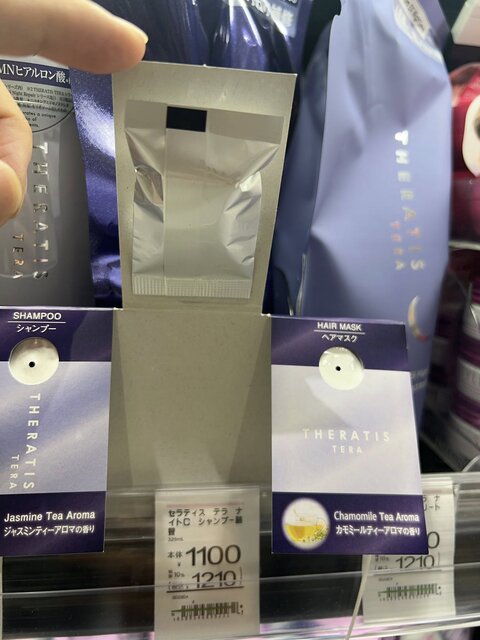 MNヒアルロン酸
THERATIS
TERA
THERATIS
TERA
SHAMPOO
シャンプー
THERATIS
TERA
Jasmine Tea Aroma
ジャスミンティーアロマの香り
HAIR MASK
ヘアマスク
THERATIS
TERA
Chamomile Tea Aroma
カモミールティーアロマの香り
セラティス テラ ナ
イトC シャンプー詰
替
本体
¥
1100
1210